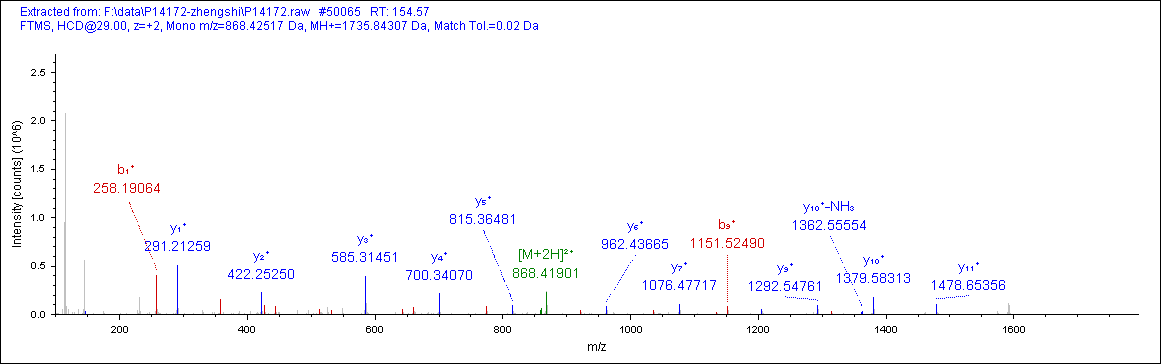 Extracted from: F:\data\P14172-zhengshi\P14172.raw #50065 RT: 154.57
FTMS, HCD@29.00, z=+2, Mono m/z=868.42517 Da, MH+=1735.84307 Da, Match Tol.=0.02 Da
Intensity [counts] (10^6)
2.5
2.0
1.5
1.0
0.5
0.0
b₁⁺
258.19064
y₁⁺
291.21259
y₂⁺
422.25250
y₃⁺
585.31451
y₄⁺
700.34070
y₅⁺
815.36481
[M+2H]²⁺
868.41901
y₆⁺
962.43665
y₇⁺
1076.47717
b₉⁺
1151.52490
y₉⁺
1292.54761
y₁₀⁺-NH₃
1362.55554
y₁₀⁺
1379.58313
y₁₁⁺
1478.65356
200 400 600 800 1000 1200 1400 1600
m/z